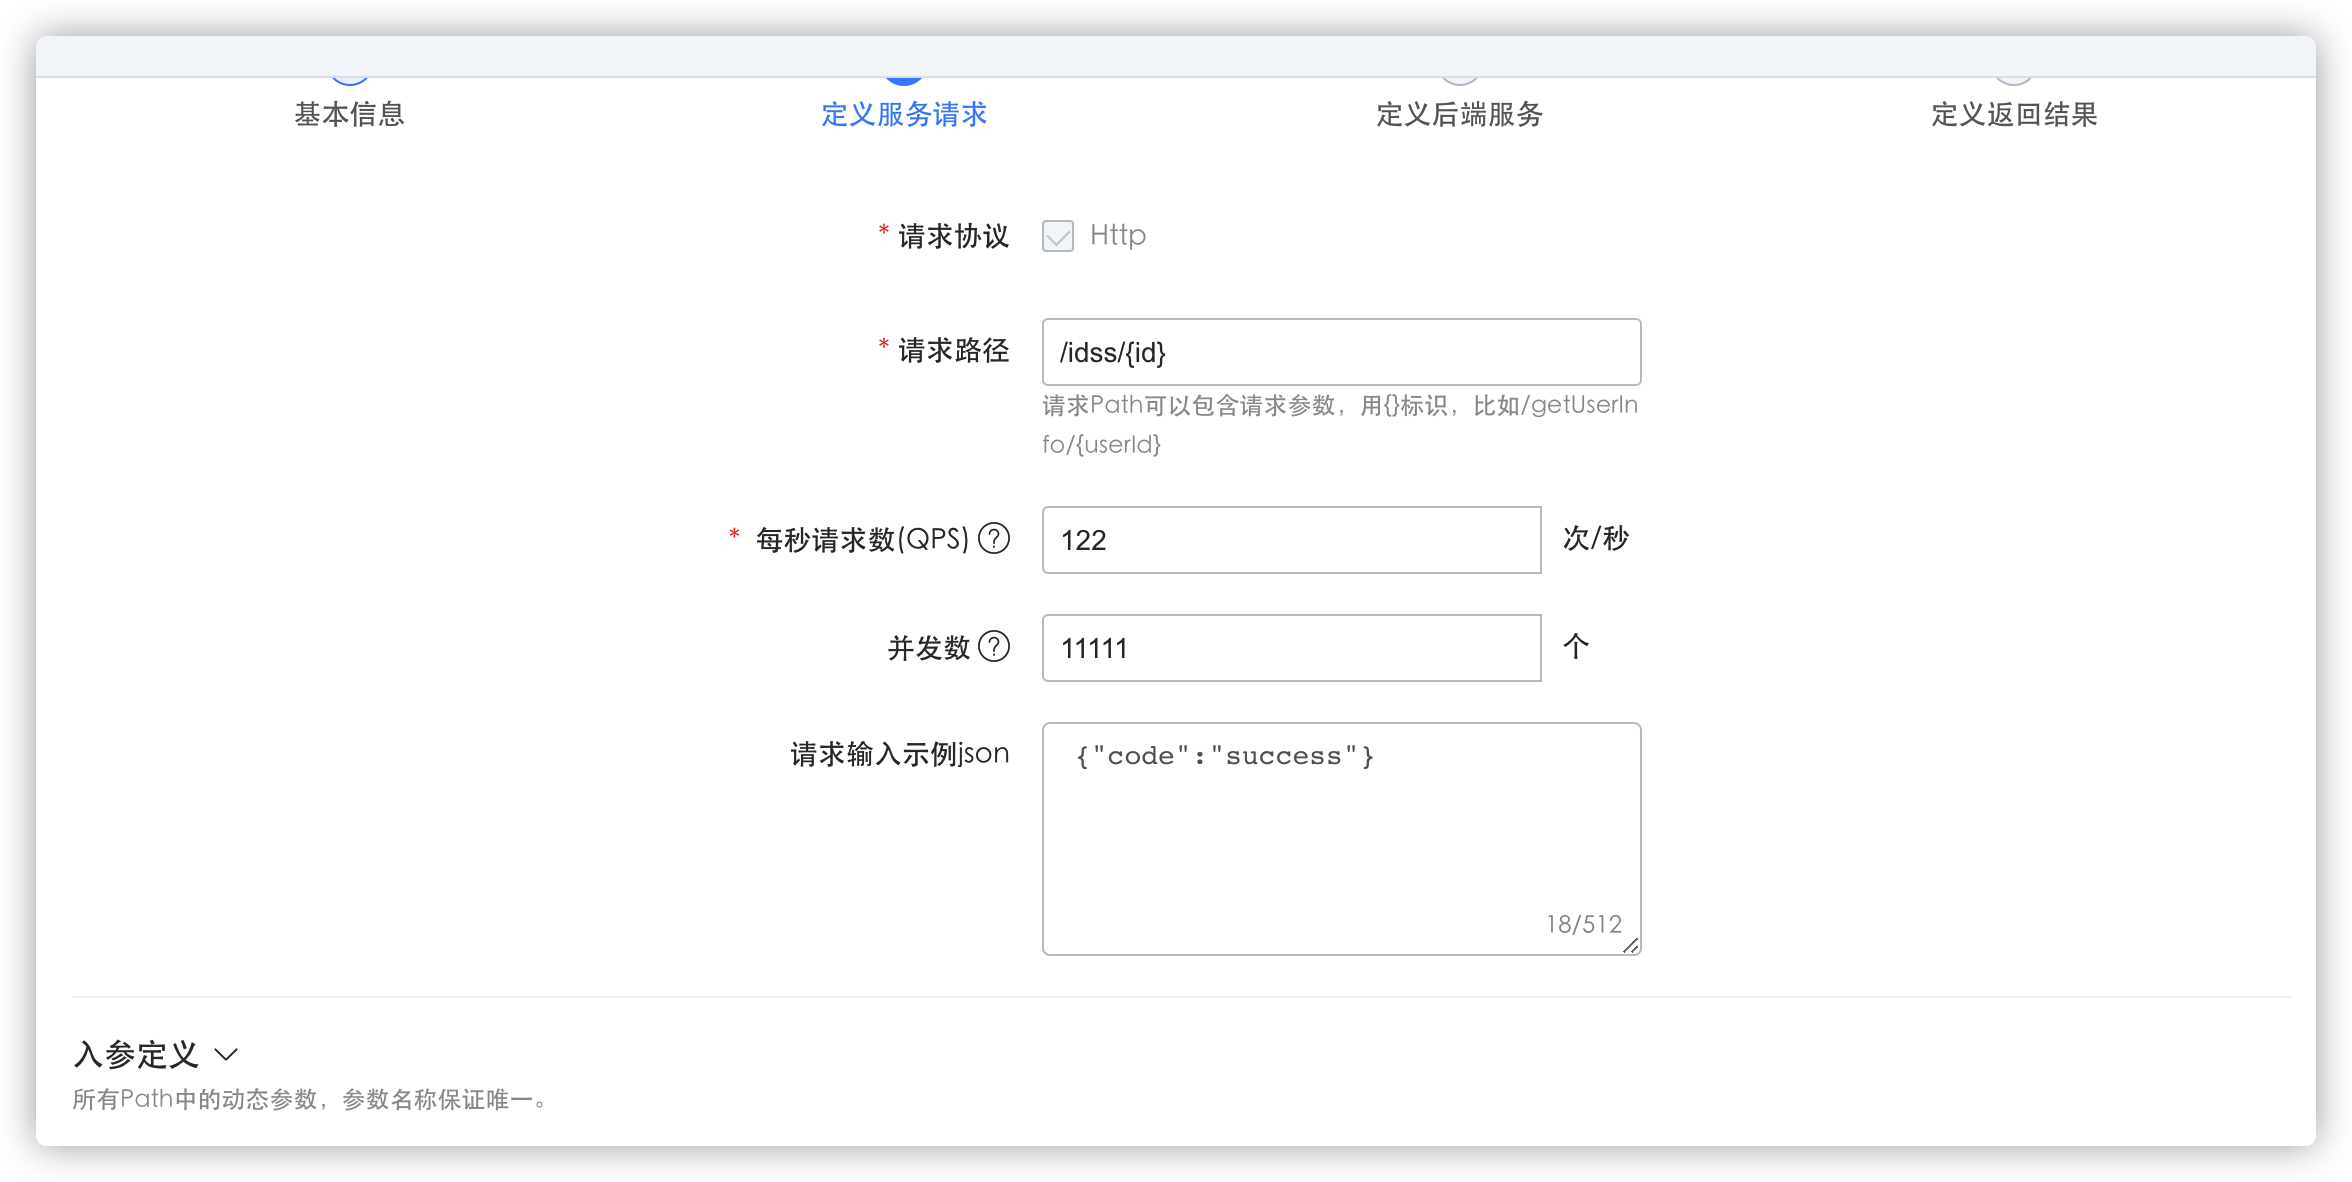 基本信息
定义服务请求
定义后端服务
定义返回结果
* 请求协议 Http
* 请求路径 /idss/{id}
请求Path可以包含请求参数，用{}标识，比如/getUserIn
fo/{userId}
* 每秒请求数(QPS) ? 122 次/秒
并发数 ? 11111 个
请求输入示例json {"code":"success"}
18/512
入参定义
所有Path中的动态参数，参数名称保证唯一。